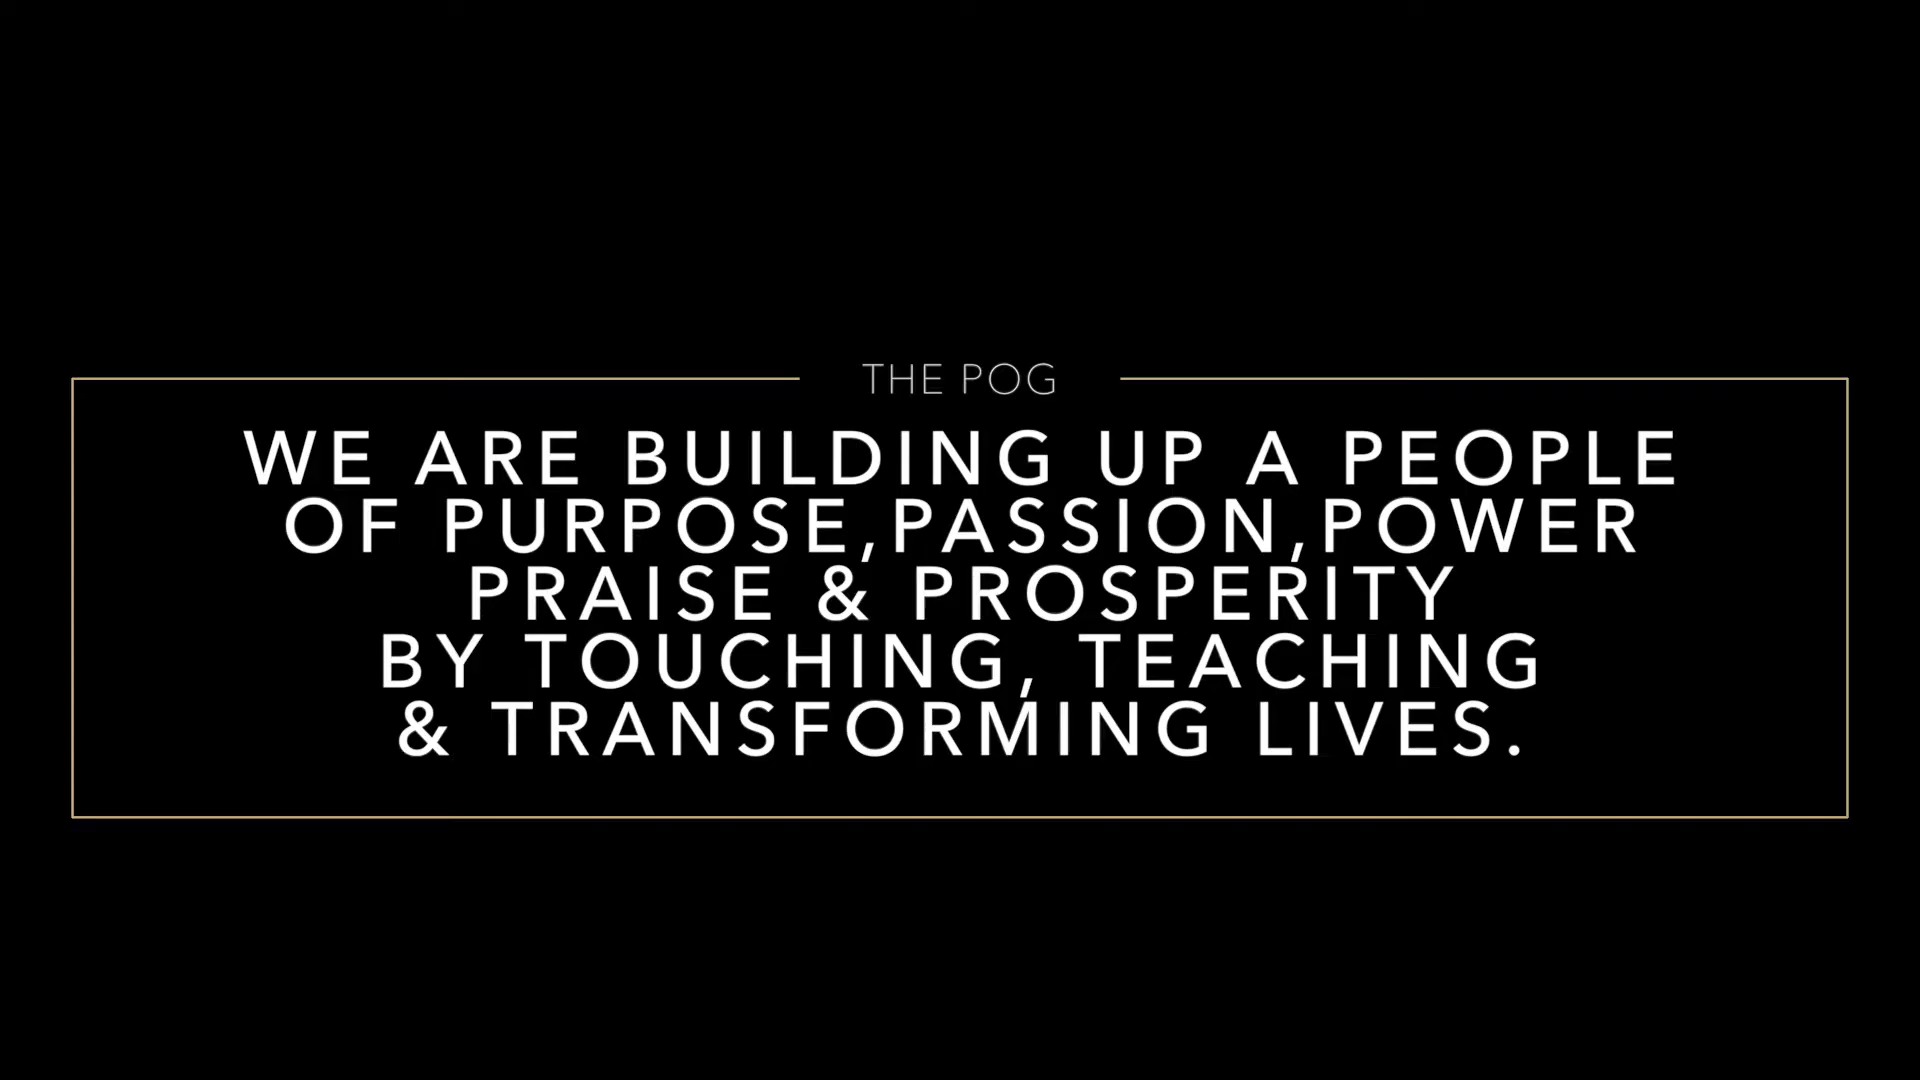 THE POG
WE ARE BUILDING UP A PEOPLE
OF PURPOSE,PASSION,POWER
PRAISE & PROSPERITY
BY TOUCHING, TEACHING
& TRANSFORMING LIVES.